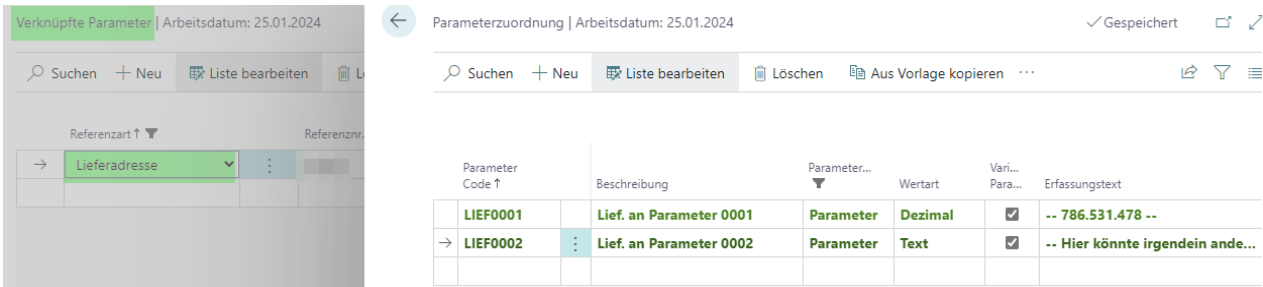 Verknüpfte Parameter | Arbeitsdatum: 25.01.2024
Suchen + Neu Liste bearbeiten L
Referenzart ↑ Referenznr.
→ Lieferadresse
← Parameterzuordnung | Arbeitsdatum: 25.01.2024 ✓ Gespeichert
Suchen + Neu Liste bearbeiten Löschen Aus Vorlage kopieren ···
Parameter Code ↑ Beschreibung Parameter... Wertart Vari... Para... Erfassungstext
LIEF0001 Lief. an Parameter 0001 Parameter Dezimal -- 786.531.478 --
→ LIEF0002 Lief. an Parameter 0002 Parameter Text -- Hier könnte irgendein ande...